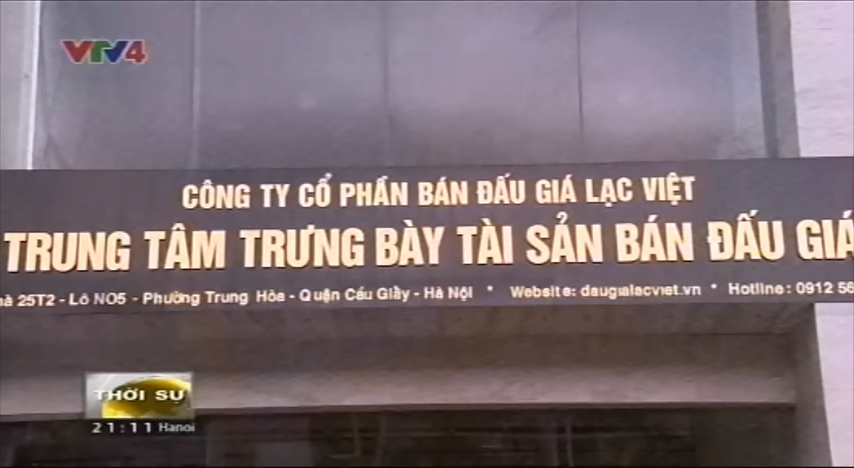 VTV4
CÔNG TY CỔ PHẦN BÁN ĐẤU GIÁ LẠC VIỆT
TRUNG TÂM TRƯNG BÀY TÀI SẢN BÁN ĐẤU GIÁ
25T2 - LÔ NO5 - PHƯỜNG TRUNG HÒA - QUẬN CẦU GIẤY - HÀ NỘI * WEBSITE: DAUGIALACVIET.VN * HOTLINE: 0912 56
THỜI SỰ
21:11 Hanoi